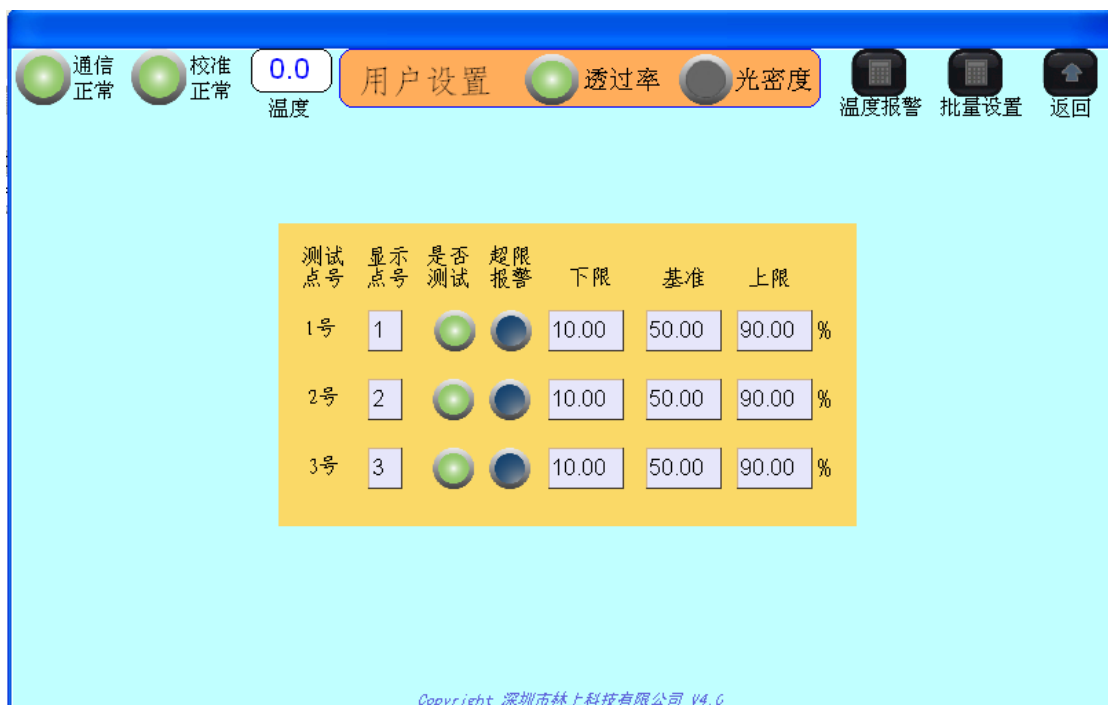 通信
正常
校准
正常
0.0
温度
用户设置
透过率
光密度
温度报警
批量设置
返回
测试
点号
显示
点号
是否
测试
超限
报警
下限
基准
上限
1号 1 10.00 50.00 90.00 %
2号 2 10.00 50.00 90.00 %
3号 3 10.00 50.00 90.00 %
Copyright 深圳市林上科技有限公司